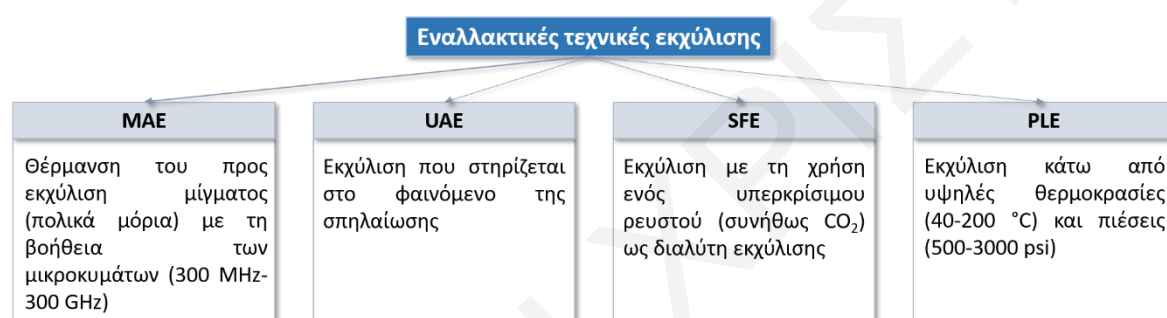 Εναλλακτικές τεχνικές εκχύλισης
MAE
Θέρμανση του προς
εκχύλιση μίγματος
(πολικά μόρια) με τη
βοήθεια των
μικροκυμάτων (300 MHz-
300 GHz)
UAE
Εκχύλιση που στηρίζεται
στο φαινόμενο της
σπηλαίωσης
SFE
Εκχύλιση με τη χρήση
ενός υπερκρίσιμου
ρευστού (συνήθως CO₂)
ως διαλύτη εκχύλισης
PLE
Εκχύλιση κάτω από
υψηλές θερμοκρασίες
(40-200 °C) και πιέσεις
(500-3000 psi)